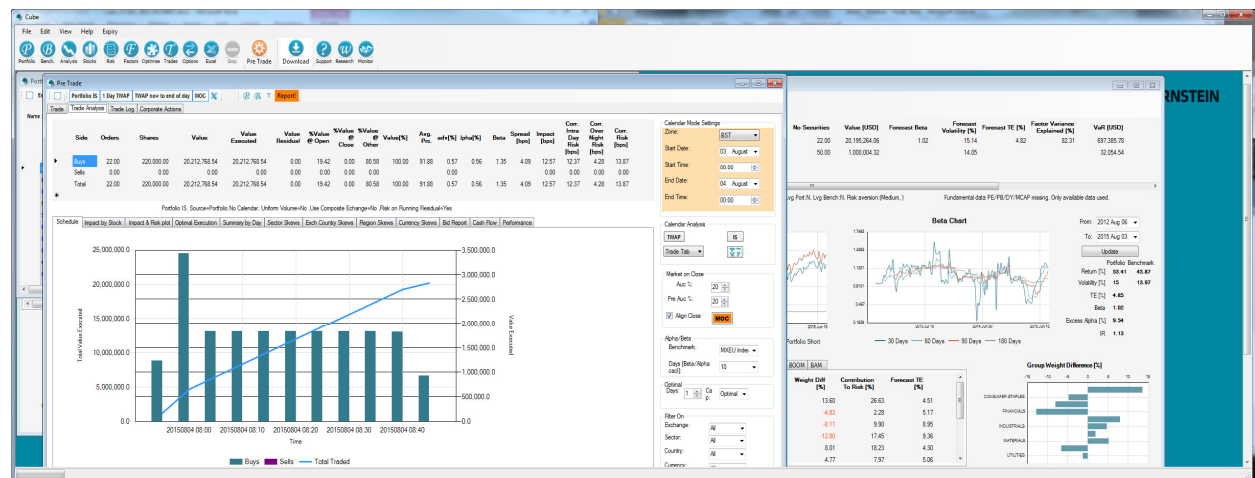 Cube
File Edit View Help Expiry
Portfolio Bench. Analysis Stocks Risk Factors Optimise Trades Options Excel Stop Pre Trade Download Support Research Monitor
Pre Trade
Portfolio IS 1 Day TWAP TWAP now to end of day MOC T Report!
Trade Trade Analysis Trade Log Corporate Actions
Side Orders Shares Value Value Executed Value Residual %Value @ Open %Value @ Close %Value @ Other Value[%] Avg. Prc. adv[%] Beta Spread [bps] Impact [bps] Corr. Intra Day Risk [bps] Corr. Over Night Risk [bps] Corr. Risk [bps]
Buys 22.00 220,000.00 20,212,768.54 20,212,768.54 0.00 19.42 0.00 80.58 100.00 91.88 0.57 0.56 1.35 4.09 12.57 12.37 4.28 13.87
Sells 0.00 0.00 0.00 0.00 0.00 0.00 0.00 0.00 0.00 0.00 0.00 0.00 0.00 0.00
Total 22.00 220,000.00 20,212,768.54 20,212,768.54 0.00 19.42 0.00 80.58 100.00 91.88 0.57 0.56 1.35 4.09 12.57 12.37 4.28 13.87
Portfolio IS. Source=Portfolio No Calendar, Uniform Volume=No ,Use Composite Echange=No ,Risk on Running Residual=Yes
Schedule Impact by Stock Impact & Risk plot Optimal Execution Summary by Day Sector Skews Exch Country Skews Region Skews Currency Skews Bid Report Cash Flow Performance
Total Value Executed
25,000,000.0
20,000,000.0
15,000,000.0
10,000,000.0
5,000,000.0
0.0
3,500,000.0
3,000,000.0
2,500,000.0
2,000,000.0
1,500,000.0
1,000,000.0
500,000.0
0.0
Value Executed
20150804 08:00 20150804 08:10 20150804 08:20 20150804 08:30 20150804 08:40
Time
Buys Sells Total Traded
Calendar Mode Settings
Zone: BST
Start Date: 03 August
Start Time: 00:00
End Date: 04 August
End Time: 00:00
Calendar Analysis
TWAP IS
Trade Tab
Market on Close
Auc %: 20
Pre Auc %: 20
Align Close MOC
Alpha/Beta
Benchmark: MXEU Index
Days [Beta/Alpha cacl]: 10
Optimal
Days: 1 Cap: Optimal
Filter On
Exchange: All
Sector: All
Country: All
Currency:
RNSTEIN
No Securities Value [USD] Forecast Beta Forecast Volatility [%] Forecast TE [%] Factor Variance Explained [%] VaR [USD]
22.00 20,195,264.06 1.02 15.14 4.82 82.31 697,385.78
50.00 1,000,004.32 14.05 32,054.54
Lvg Port:N. Lvg Bench:N. Risk aversion:(Medium, ) Fundamental data PE/PB/DY/MCAP missing. Only available data used.
Beta Chart
30 Days 60 Days 90 Days 180 Days
From: 2012 Aug 06
To: 2015 Aug 03
Update
Portfolio Benchmark
Return [%] 53.41 43.87
Volatility [%] 15 13.97
TE [%] 4.85
Beta 1.02
Excess Alpha [%] 9.54
IR 1.13
Portfolio Short
BOOM BAM
Weight Diff [%] Contribution To Risk [%] Forecast TE [%]
13.60 26.63 4.51
-4.83 2.28 5.17
-8.11 9.90 8.95
-12.80 17.45 9.36
8.01 18.23 4.30
4.77 7.97 5.06
Group Weight Difference [%]
CONSUMER STAPLES
FINANCIALS
INDUSTRIALS
MATERIALS
UTILITIES